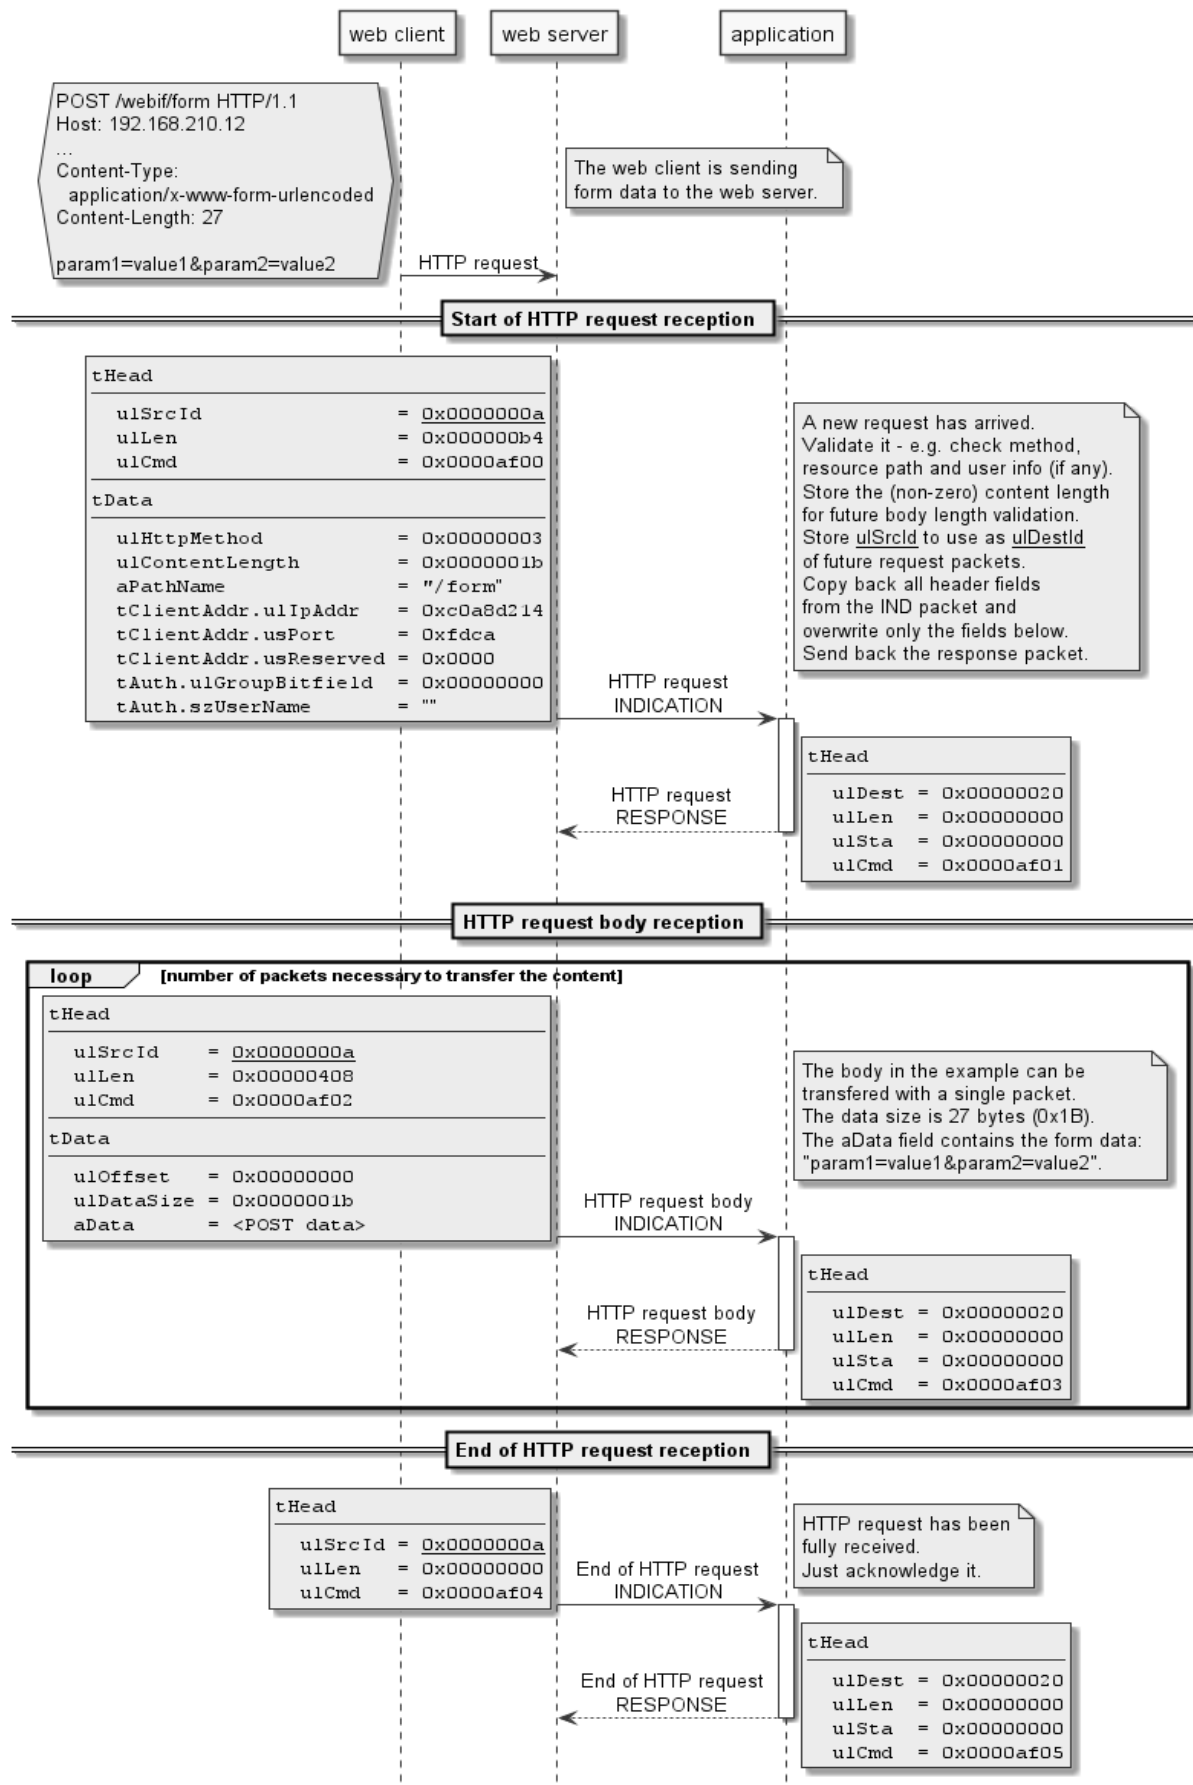 web client
web server
application
POST /webif/form HTTP/1.1
Host: 192.168.210.12
...
Content-Type:
application/x-www-form-urlencoded
Content-Length: 27
param1=value1&param2=value2
The web client is sending
form data to the web server.
HTTP request
Start of HTTP request reception
tHead
ulSrcId = 0x0000000a
ulLen = 0x000000b4
ulCmd = 0x0000af00
tData
ulHttpMethod = 0x00000003
ulContentLength = 0x0000001b
aPathName = "/form"
tClientAddr.ulIpAddr = 0xc0a8d214
tClientAddr.usPort = 0xfdca
tClientAddr.usReserved = 0x0000
tAuth.ulGroupBitfield = 0x00000000
tAuth.szUserName = ""
A new request has arrived.
Validate it - e.g. check method,
resource path and user info (if any).
Store the (non-zero) content length
for future body length validation.
Store ulSrcId to use as ulDestId
of future request packets.
Copy back all header fields
from the IND packet and
overwrite only the fields below.
Send back the response packet.
HTTP request
INDICATION
tHead
ulDest = 0x00000020
ulLen = 0x00000000
ulSta = 0x00000000
ulCmd = 0x0000af01
HTTP request
RESPONSE
HTTP request body reception
loop
[number of packets necessary to transfer the content]
tHead
ulSrcId = 0x0000000a
ulLen = 0x00000408
ulCmd = 0x0000af02
tData
ulOffset = 0x00000000
ulDataSize = 0x0000001b
aData = <POST data>
The body in the example can be
transfered with a single packet.
The data size is 27 bytes (0x1B).
The aData field contains the form data:
"param1=value1&param2=value2".
HTTP request body
INDICATION
tHead
ulDest = 0x00000020
ulLen = 0x00000000
ulSta = 0x00000000
ulCmd = 0x0000af03
HTTP request body
RESPONSE
End of HTTP request reception
tHead
ulSrcId = 0x0000000a
ulLen = 0x00000000
ulCmd = 0x0000af04
HTTP request has been
fully received.
Just acknowledge it.
End of HTTP request
INDICATION
tHead
ulDest = 0x00000020
ulLen = 0x00000000
ulSta = 0x00000000
ulCmd = 0x0000af05
End of HTTP request
RESPONSE